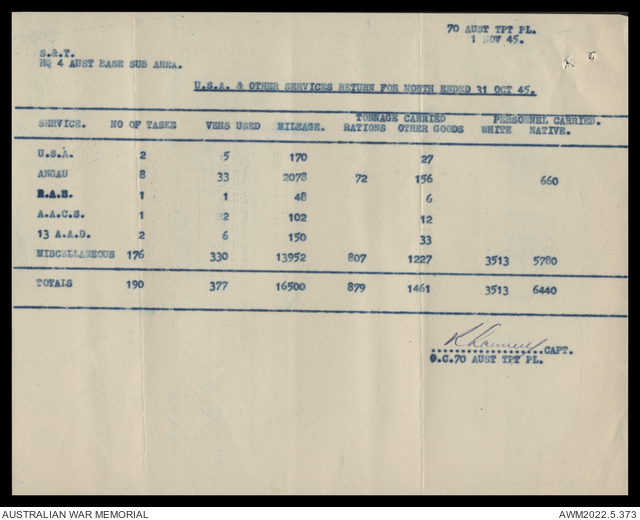 70 AUST TPT PL.
1 NOV 45.
S.&T.
HQ 4 AUST BASE SUB AREA.
U.S.A. & OTHER SERVICES RETURN FOR MONTH ENDED 31 OCT 45.
TONNAGE CARRIED PERSONNEL CARRIED.
SERVICE. NO OF TASKS VEHS USED MILEAGE. RATIONS OTHER GOODS WHITE NATIVE.
U.S.A. 2 5 170 27
ANGAU 8 33 2078 72 156 660
R.A.E. 1 1 48 6
A.A.C.S. 1 2 102 12
13 A.A.D. 2 6 150 33
MISCELLANEOUS 176 330 13952 807 1227 3513 5780
TOTALS 190 377 16500 879 1461 3513 6440
CAPT.
O.C.70 AUST TPT PL.
AUSTRALIAN WAR MEMORIAL AWM2022.5.373